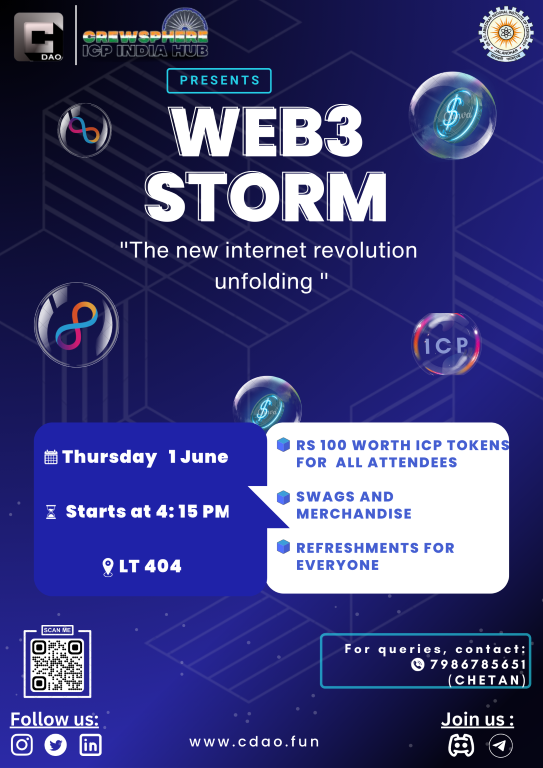 C
DAO
CREWSPHERE
ICP INDIA HUB
PRESENTS
WEB3
STORM
"The new internet revolution
unfolding "
$
ICP
$
Thursday 1 June
Starts at 4:15 PM
LT 404
RS 100 WORTH ICP TOKENS
FOR ALL ATTENDEES
SWAGS AND
MERCHANDISE
REFRESHMENTS FOR
EVERYONE
SCAN ME
For queries, contact:
7986785651
(CHETAN)
Follow us:
Join us :
in
www.cdao.fun